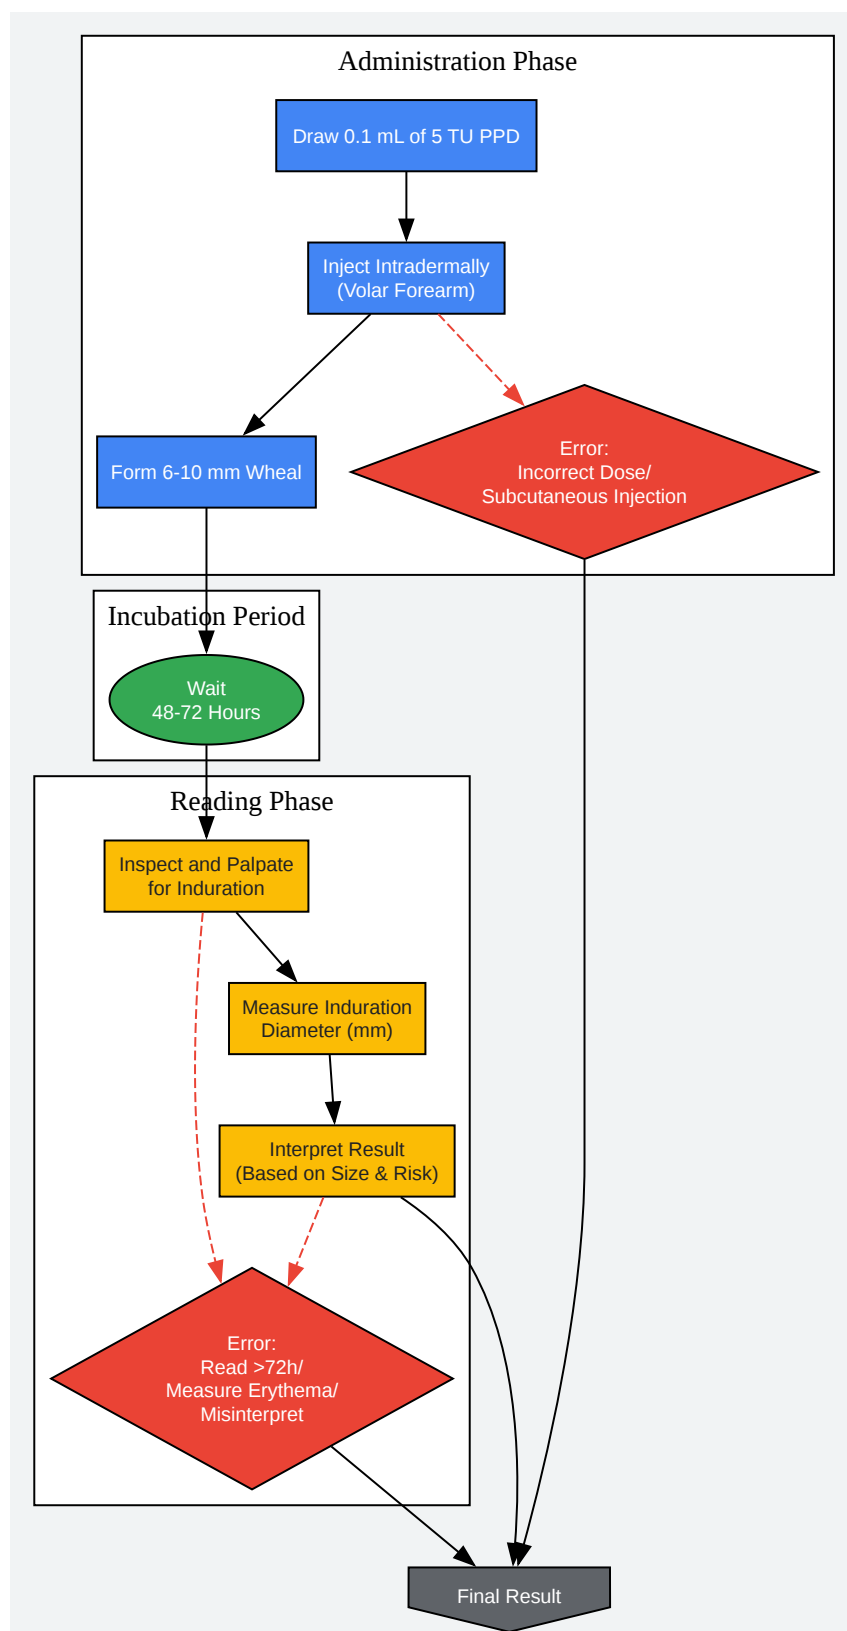 Administration Phase
Draw 0.1 mL of 5 TU PPD
Inject Intradermally
(Volar Forearm)
Form 6-10 mm Wheal
Error:
Incorrect Dose/
Subcutaneous Injection
Incubation Period
Wait
48-72 Hours
Reading Phase
Inspect and Palpate
for Induration
Measure Induration
Diameter (mm)
Interpret Result
(Based on Size & Risk)
Error:
Read >72h/
Measure Erythema/
Misinterpret
Final Result